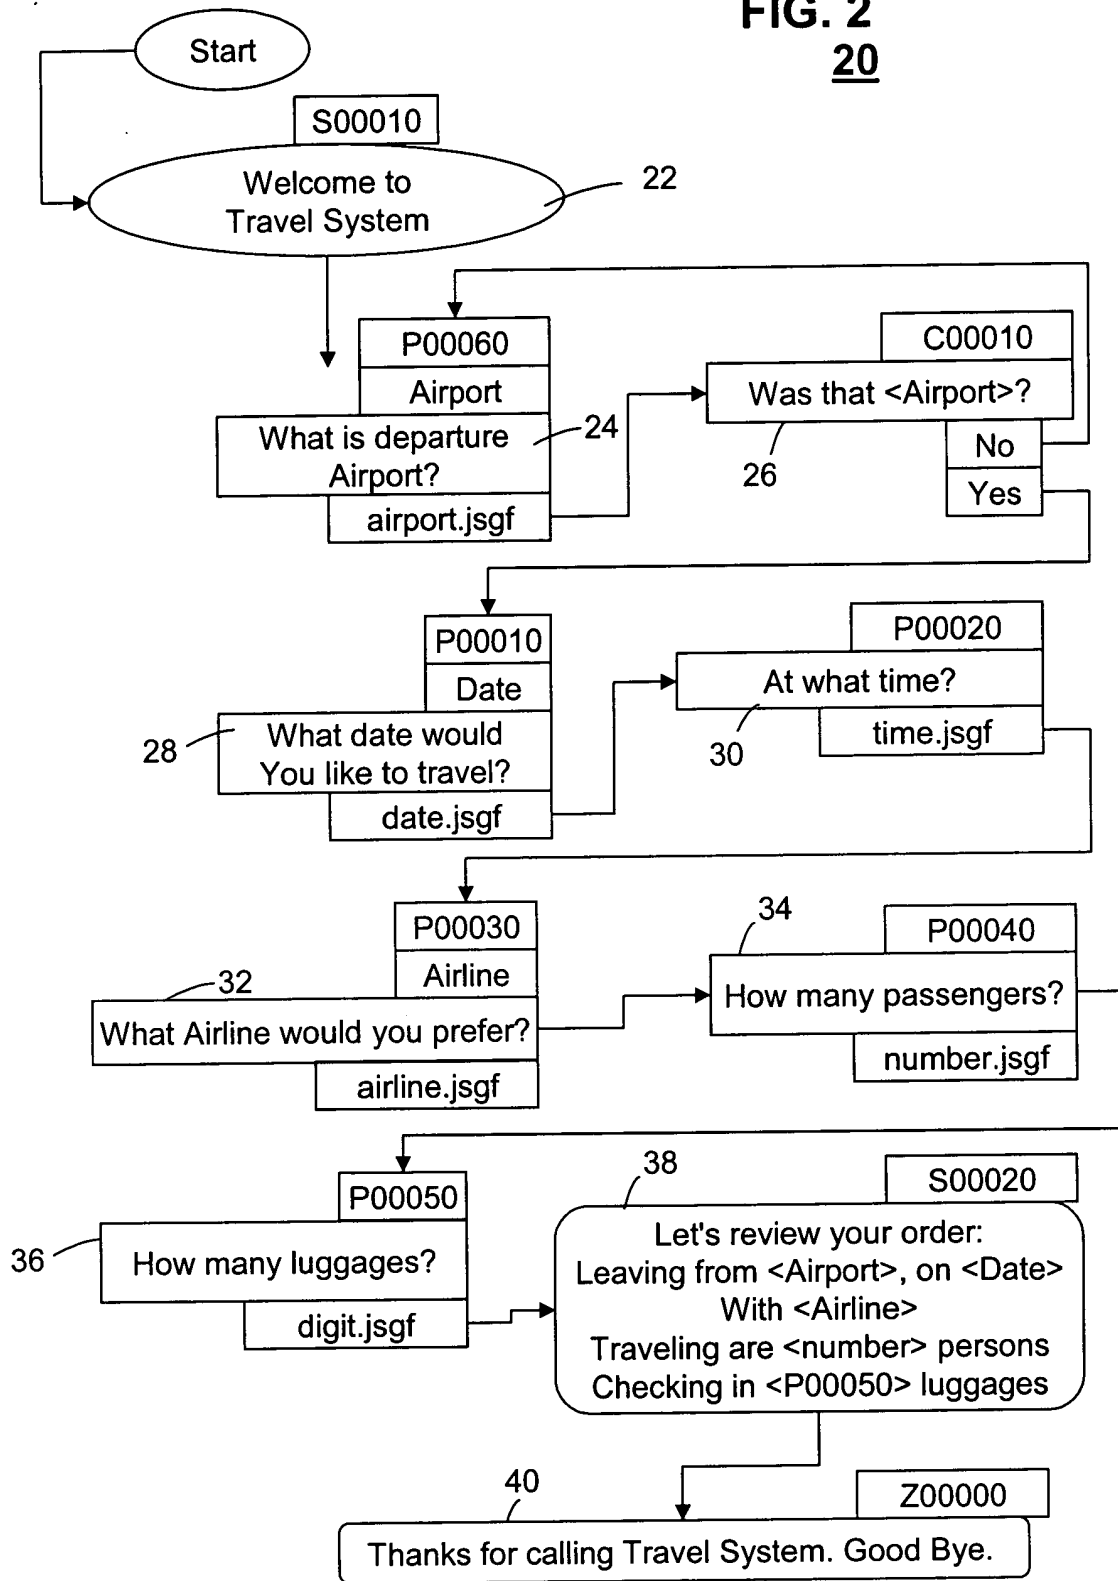 FIG. 2
20
Start
S00010
Welcome to
Travel System
22
P00060
Airport
What is departure
Airport?
24
airport.jsgf
C00010
Was that <Airport>?
26
No
Yes
P00010
Date
What date would
You like to travel?
28
date.jsgf
P00020
At what time?
30
time.jsgf
P00030
Airline
32
What Airline would you prefer?
airline.jsgf
34
P00040
How many passengers?
number.jsgf
P00050
36
How many luggages?
digit.jsgf
38
S00020
Let's review your order:
Leaving from <Airport>, on <Date>
With <Airline>
Traveling are <number> persons
Checking in <P00050> luggages
40
Z00000
Thanks for calling Travel System. Good Bye.